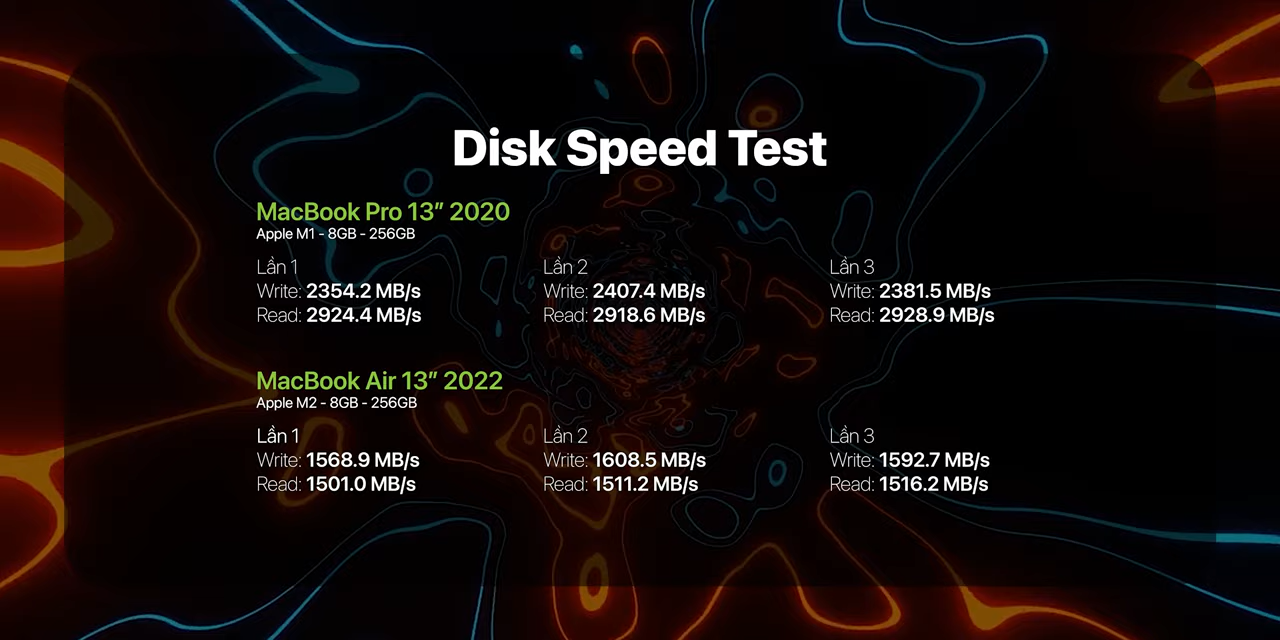 Disk Speed Test
MacBook Pro 13″ 2020
Apple M1 - 8GB - 256GB
Lần 1
Write: 2354.2 MB/s
Read: 2924.4 MB/s
Lần 2
Write: 2407.4 MB/s
Read: 2918.6 MB/s
Lần 3
Write: 2381.5 MB/s
Read: 2928.9 MB/s
MacBook Air 13″ 2022
Apple M2 - 8GB - 256GB
Lần 1
Write: 1568.9 MB/s
Read: 1501.0 MB/s
Lần 2
Write: 1608.5 MB/s
Read: 1511.2 MB/s
Lần 3
Write: 1592.7 MB/s
Read: 1516.2 MB/s